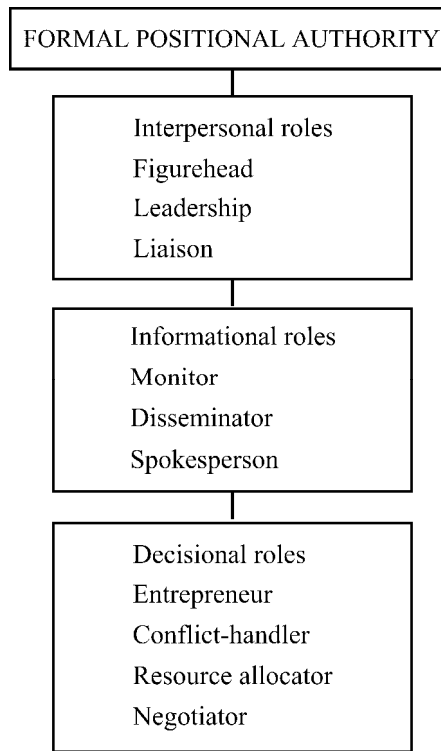 FORMAL POSITIONAL AUTHORITY
Interpersonal roles
Figurehead
Leadership
Liaison
Informational roles
Monitor
Disseminator
Spokesperson
Decisional roles
Entrepreneur
Conflict-handler
Resource allocator
Negotiator